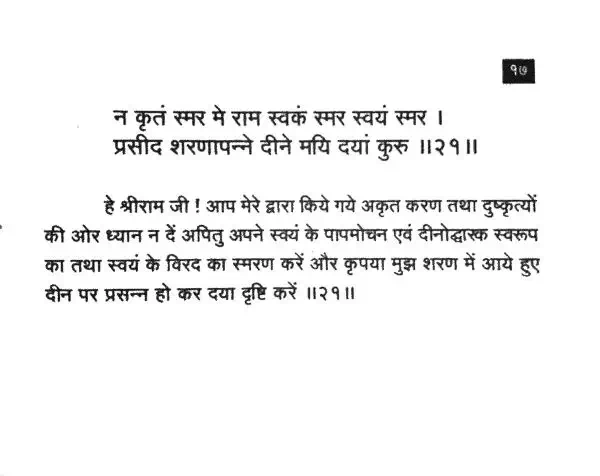 १७
न कृतं स्मर मे राम स्वकं स्मर स्वयं स्मर ।
प्रसीद शरणापन्ने दीने मयि दयां कुरु ॥२१॥
हे श्रीराम जी ! आप मेरे द्वारा किये गये अकृत करण तथा दुष्कृत्यों
की ओर ध्यान न दें अपितु अपने स्वयं के पापमोचन एवं दीनोद्धारक स्वरूप
का तथा स्वयं के विरद का स्मरण करें और कृपया मुझ शरण में आये हुए
दीन पर प्रसन्न हो कर दया दृष्टि करें ॥२१॥